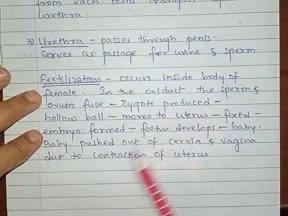 from each testis transport
urethra.
3) Urethra - passes through penis.
Serves as passage for urine & sperm.
Fertilization - occurs inside body of
female. In the oviduct the sperm &
ovum fuse - Zygote produced -
hollow ball - moves to uterus - fixed -
embryo formed - foetus develops - baby.
Baby pushed out of cervix & vagina
due to contraction of uterus